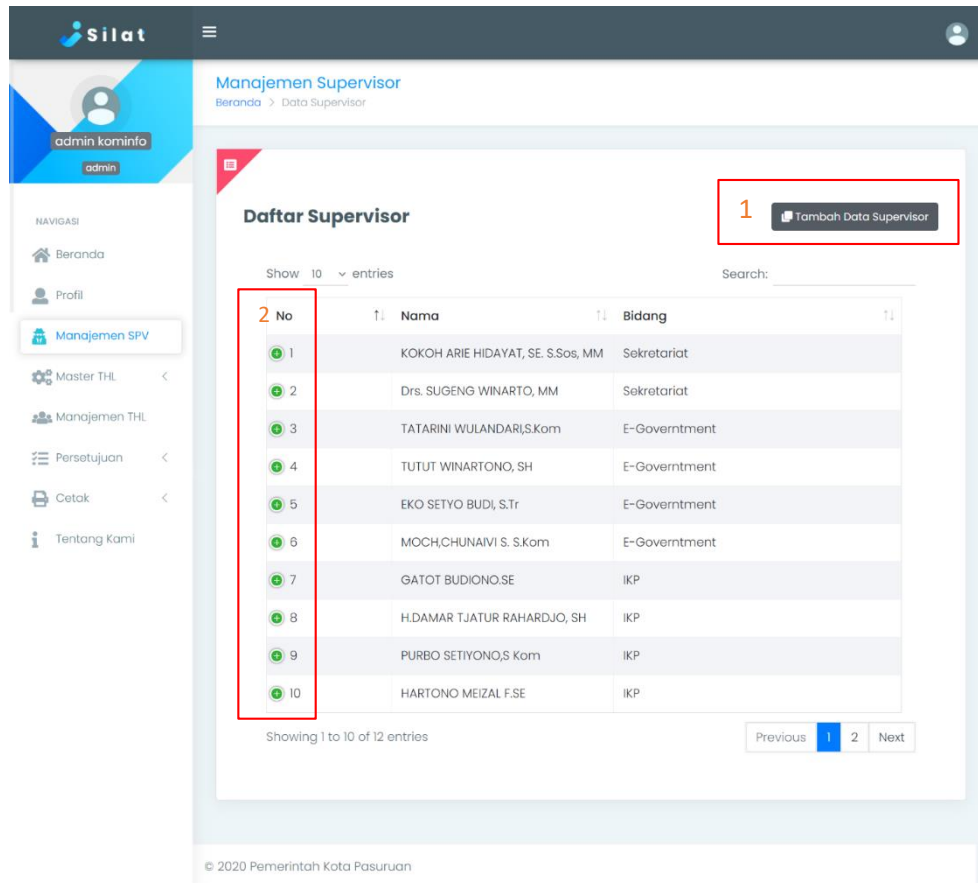 Silat
admin kominfo
admin
NAVIGASI
Beranda
Profil
Manajemen SPV
Master THL
Manajemen THL
Persetujuan
Cetak
Tentang Kami
Manajemen Supervisor
Beranda > Data Supervisor
1
Daftar Supervisor
Tambah Data Supervisor
Show 10 entries
Search:
2
No Nama Bidang
1 KOKOH ARIE HIDAYAT, SE. S.Sos, MM Sekretariat
2 Drs. SUGENG WINARTO, MM Sekretariat
3 TATARINI WULANDARI,S.Kom E-Governtment
4 TUTUT WINARTONO, SH E-Governtment
5 EKO SETYO BUDI, S.Tr E-Governtment
6 MOCH,CHUNAIVI S. S.Kom E-Governtment
7 GATOT BUDIONO.SE IKP
8 H.DAMAR TJATUR RAHARDJO, SH IKP
9 PURBO SETIYONO,S Kom IKP
10 HARTONO MEIZAL F.SE IKP
Showing 1 to 10 of 12 entries
Previous 1 2 Next
© 2020 Pemerintah Kota Pasuruan